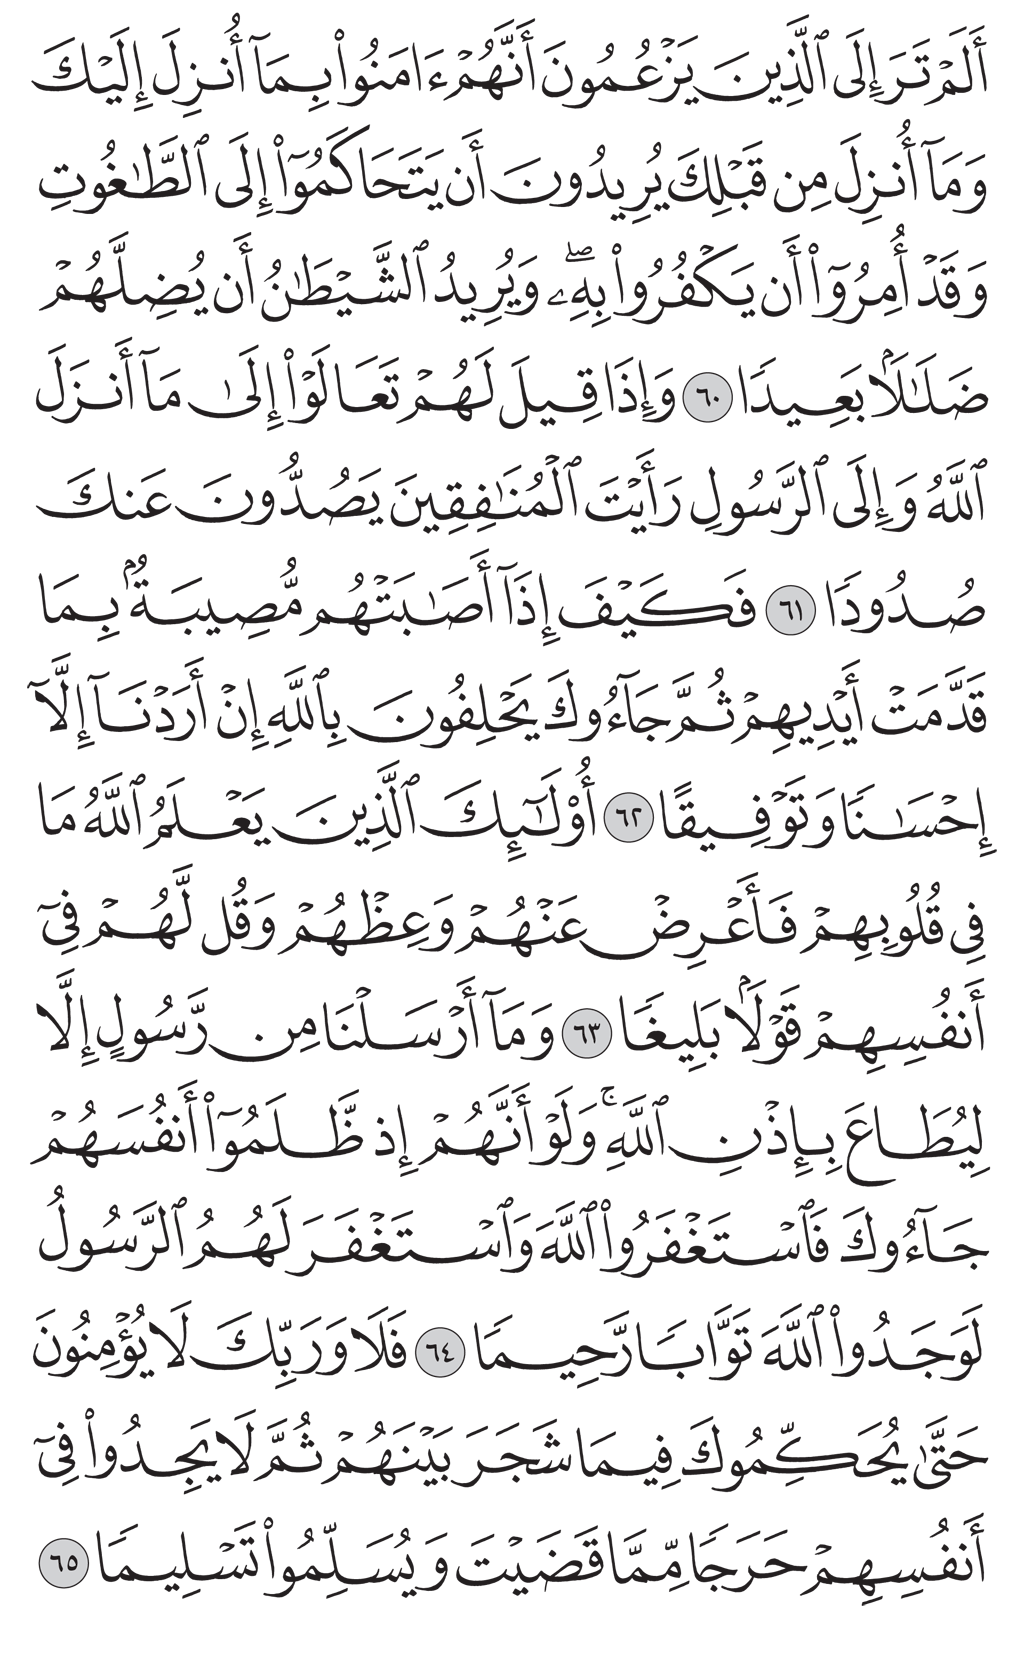 أَلَمۡ تَرَ إِلَى ٱلَّذِينَ يَزۡعُمُونَ أَنَّهُمۡ ءَامَنُواْ بِمَآ أُنزِلَ إِلَيۡكَ
وَمَآ أُنزِلَ مِن قَبۡلِكَ يُرِيدُونَ أَن يَتَحَاكَمُوٓاْ إِلَى ٱلطَّٰغُوتِ
وَقَدۡ أُمِرُوٓاْ أَن يَكۡفُرُواْ بِهِۦۖ وَيُرِيدُ ٱلشَّيۡطَٰنُ أَن يُضِلَّهُمۡ
ضَلَٰلَۢا بَعِيدٗا ٦٠ وَإِذَا قِيلَ لَهُمۡ تَعَالَوۡاْ إِلَىٰ مَآ أَنزَلَ
ٱللَّهُ وَإِلَى ٱلرَّسُولِ رَأَيۡتَ ٱلۡمُنَٰفِقِينَ يَصُدُّونَ عَنكَ
صُدُودٗا ٦١ فَكَيۡفَ إِذَآ أَصَٰبَتۡهُم مُّصِيبَةُۢ بِمَا
قَدَّمَتۡ أَيۡدِيهِمۡ ثُمَّ جَآءُوكَ يَحۡلِفُونَ بِٱللَّهِ إِنۡ أَرَدۡنَآ إِلَّآ
إِحۡسَٰنٗا وَتَوۡفِيقًا ٦٢ أُوْلَٰٓئِكَ ٱلَّذِينَ يَعۡلَمُ ٱللَّهُ مَا
فِي قُلُوبِهِمۡ فَأَعۡرِضۡ عَنۡهُمۡ وَعِظۡهُمۡ وَقُل لَّهُمۡ فِيٓ
أَنفُسِهِمۡ قَوۡلَۢا بَلِيغٗا ٦٣ وَمَآ أَرۡسَلۡنَا مِن رَّسُولٍ إِلَّا
لِيُطَاعَ بِإِذۡنِ ٱللَّهِۚ وَلَوۡ أَنَّهُمۡ إِذ ظَّلَمُوٓاْ أَنفُسَهُمۡ
جَآءُوكَ فَٱسۡتَغۡفَرُواْ ٱللَّهَ وَٱسۡتَغۡفَرَ لَهُمُ ٱلرَّسُولُ
لَوَجَدُواْ ٱللَّهَ تَوَّابٗا رَّحِيمٗا ٦٤ فَلَا وَرَبِّكَ لَا يُؤۡمِنُونَ
حَتَّىٰ يُحَكِّمُوكَ فِيمَا شَجَرَ بَيۡنَهُمۡ ثُمَّ لَا يَجِدُواْ فِيٓ
أَنفُسِهِمۡ حَرَجٗا مِّمَّا قَضَيۡتَ وَيُسَلِّمُواْ تَسۡلِيمٗا ٦٥